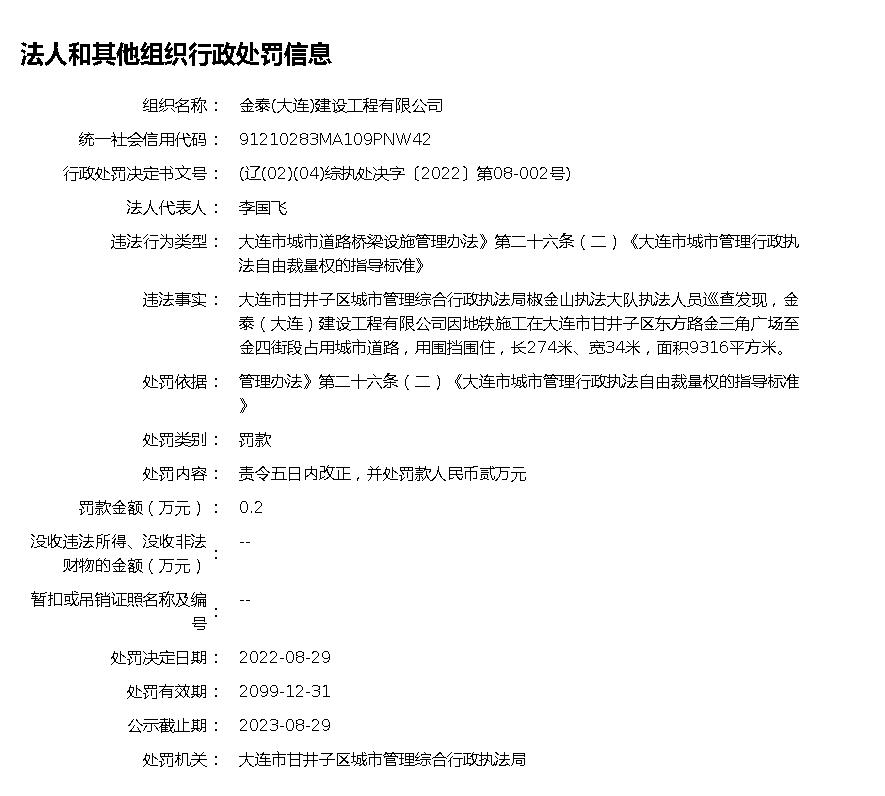 法人和其他组织行政处罚信息
组织名称： 金泰(大连)建设工程有限公司
统一社会信用代码： 91210283MA109PNW42
行政处罚决定书文号： (辽(02)(04)综执处决字〔2022〕第08-002号)
法人代表人： 李国飞
违法行为类型： 大连市城市道路桥梁设施管理办法》第二十六条（二）《大连市城市管理行政执
法自由裁量权的指导标准》
违法事实： 大连市甘井子区城市管理综合行政执法局椒金山执法大队执法人员巡查发现，金
泰（大连）建设工程有限公司因地铁施工在大连市甘井子区东方路金三角广场至
金四街段占用城市道路，用围挡围住，长274米、宽34米，面积9316平方米。
处罚依据： 管理办法》第二十六条（二）《大连市城市管理行政执法自由裁量权的指导标准
》
处罚类别： 罚款
处罚内容： 责令五日内改正，并处罚款人民币贰万元
罚款金额（万元）： 0.2
没收违法所得、没收非法
财物的金额（万元）： --
暂扣或吊销证照名称及编
号： --
处罚决定日期： 2022-08-29
处罚有效期： 2099-12-31
公示截止期： 2023-08-29
处罚机关： 大连市甘井子区城市管理综合行政执法局